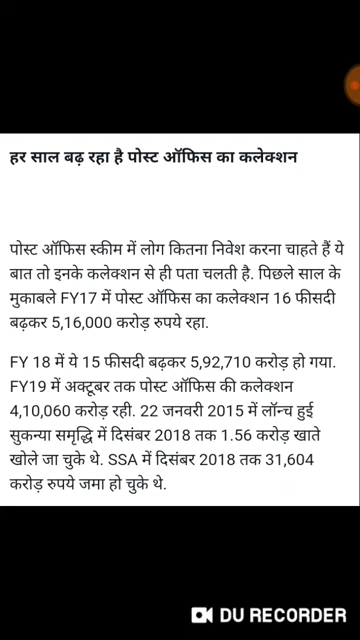 हर साल बढ़ रहा है पोस्ट ऑफिस का कलेक्शन
पोस्ट ऑफिस स्कीम में लोग कितना निवेश करना चाहते हैं ये
बात तो इनके कलेक्शन से ही पता चलती है. पिछले साल के
मुकाबले FY17 में पोस्ट ऑफिस का कलेक्शन 16 फीसदी
बढ़कर 5,16,000 करोड़ रुपये रहा.
FY 18 में ये 15 फीसदी बढ़कर 5,92,710 करोड़ हो गया.
FY19 में अक्टूबर तक पोस्ट ऑफिस की कलेक्शन
4,10,060 करोड़ रही. 22 जनवरी 2015 में लॉन्च हुई
सुकन्या समृद्धि में दिसंबर 2018 तक 1.56 करोड़ खाते
खोले जा चुके थे. SSA में दिसंबर 2018 तक 31,604
करोड़ रुपये जमा हो चुके थे.
DU RECORDER